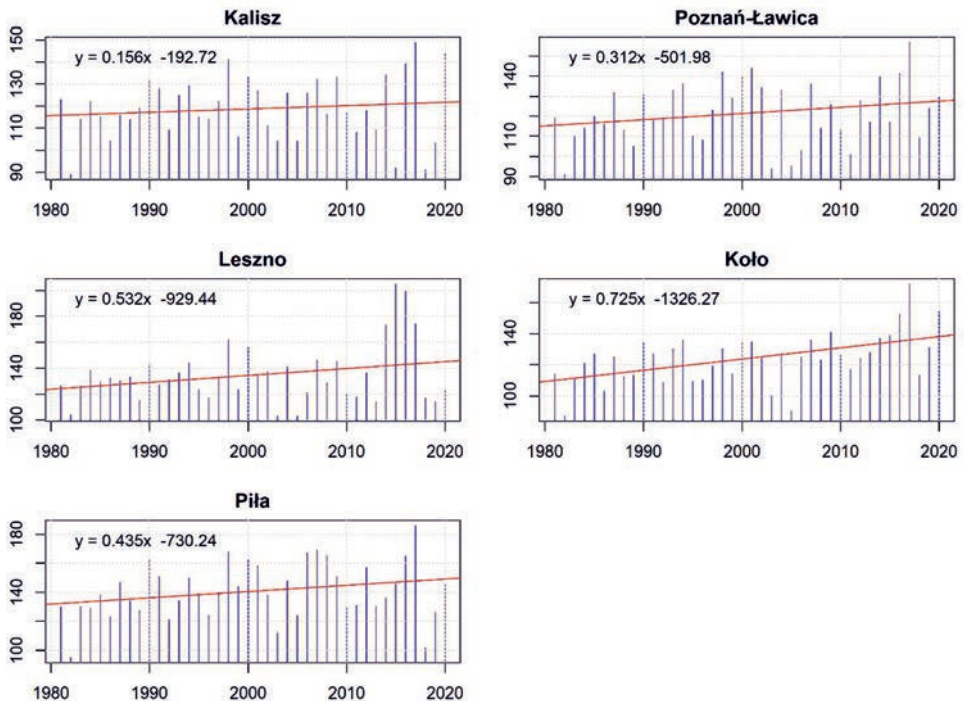 Kalisz
y = 0.156x -192.72
90 110 130 150
1980 1990 2000 2010 2020
Poznań-Ławica
y = 0.312x -501.98
90 110 140
1980 1990 2000 2010 2020
Leszno
y = 0.532x -929.44
100 140 180
1980 1990 2000 2010 2020
Koło
y = 0.725x -1326.27
100 140
1980 1990 2000 2010 2020
Piła
y = 0.435x -730.24
100 140 180
1980 1990 2000 2010 2020